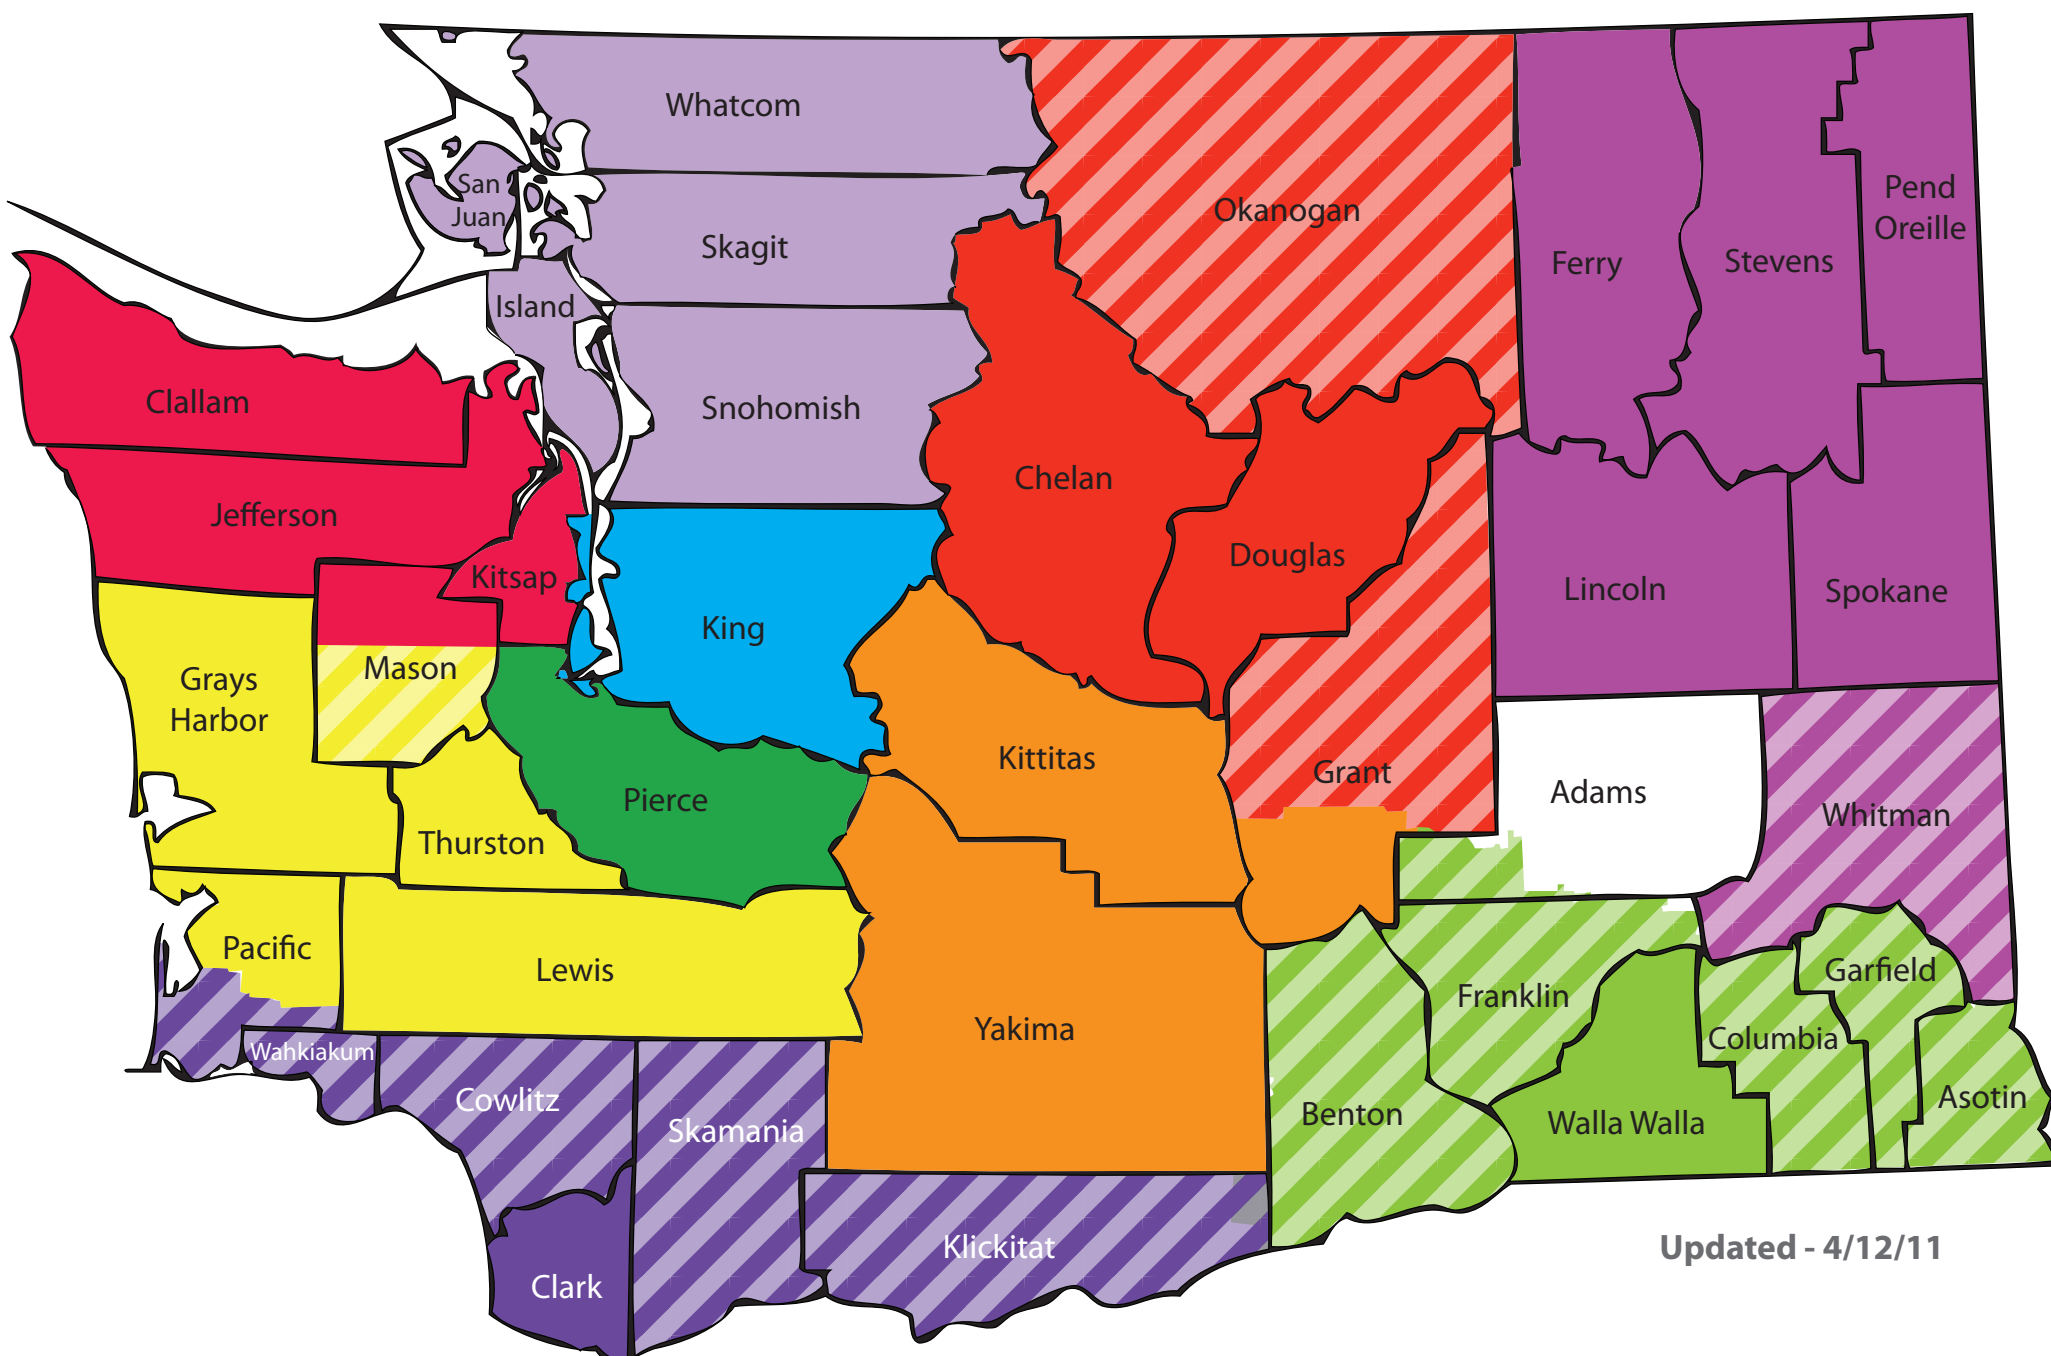 Whatcom
San
Juan
Skagit
Okanogan
Ferry
Stevens
Pend
Oreille
Island
Clallam
Snohomish
Chelan
Jefferson
Kitsap
King
Douglas
Lincoln
Spokane
Grays
Harbor
Mason
Kittitas
Grant
Adams
Whitman
Pierce
Thurston
Pacific
Lewis
Yakima
Franklin
Garfield
Columbia
Wahkiakum
Cowlitz
Skamania
Benton
Walla Walla
Asotin
Klickitat
Clark
Updated - 4/12/11